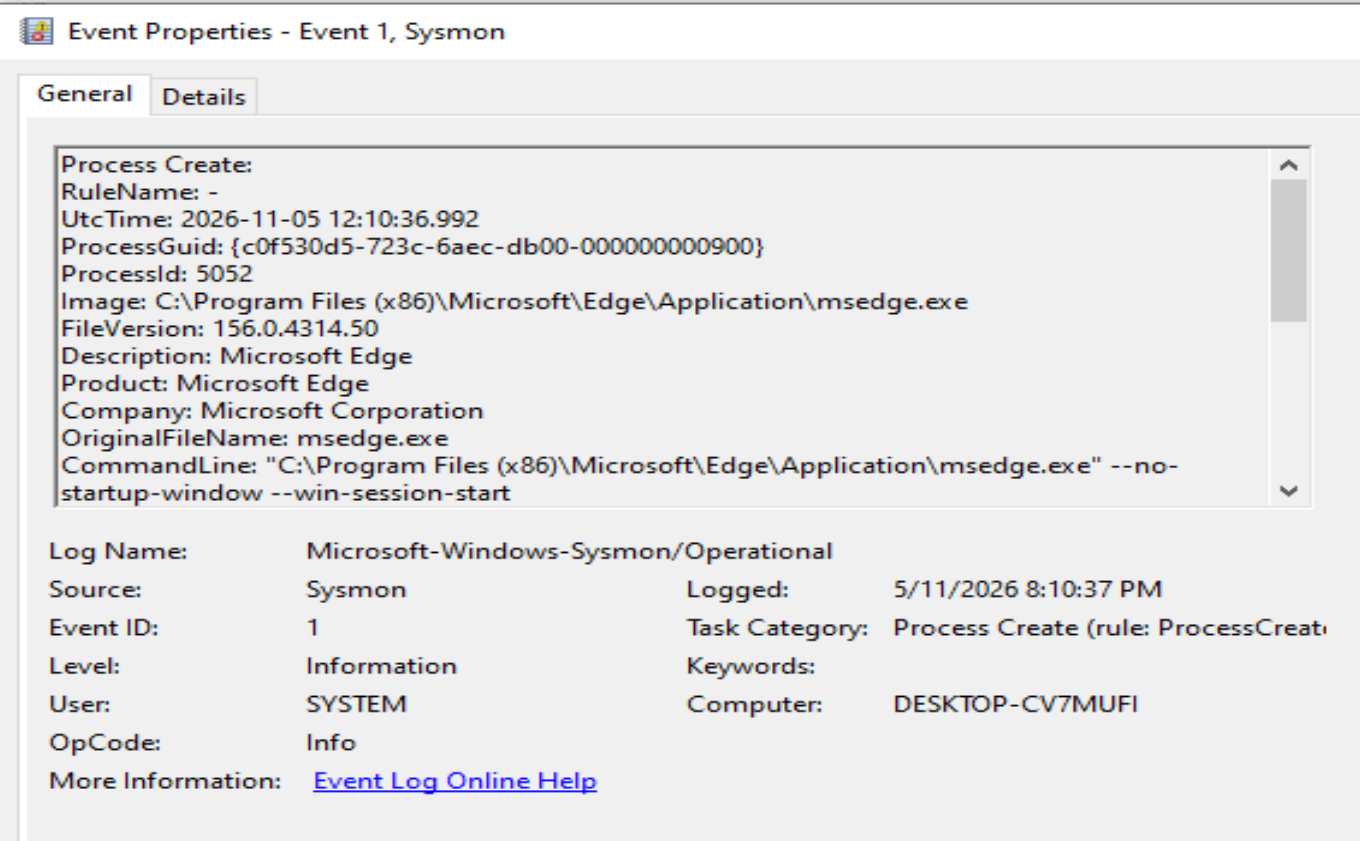 Event Properties - Event 1, Sysmon
General Details
Process Create:
RuleName: -
UtcTime: 2026-11-05 12:10:36.992
ProcessGuid: {c0f530d5-723c-6aec-db00-000000000900}
ProcessId: 5052
Image: C:\Program Files (x86)\Microsoft\Edge\Application\msedge.exe
FileVersion: 156.0.4314.50
Description: Microsoft Edge
Product: Microsoft Edge
Company: Microsoft Corporation
OriginalFileName: msedge.exe
CommandLine: "C:\Program Files (x86)\Microsoft\Edge\Application\msedge.exe" --no-
startup-window --win-session-start
Log Name: Microsoft-Windows-Sysmon/Operational
Source: Sysmon Logged: 5/11/2026 8:10:37 PM
Event ID: 1 Task Category: Process Create (rule: ProcessCreat
Level: Information Keywords:
User: SYSTEM Computer: DESKTOP-CV7MUFI
OpCode: Info
More Information: Event Log Online Help